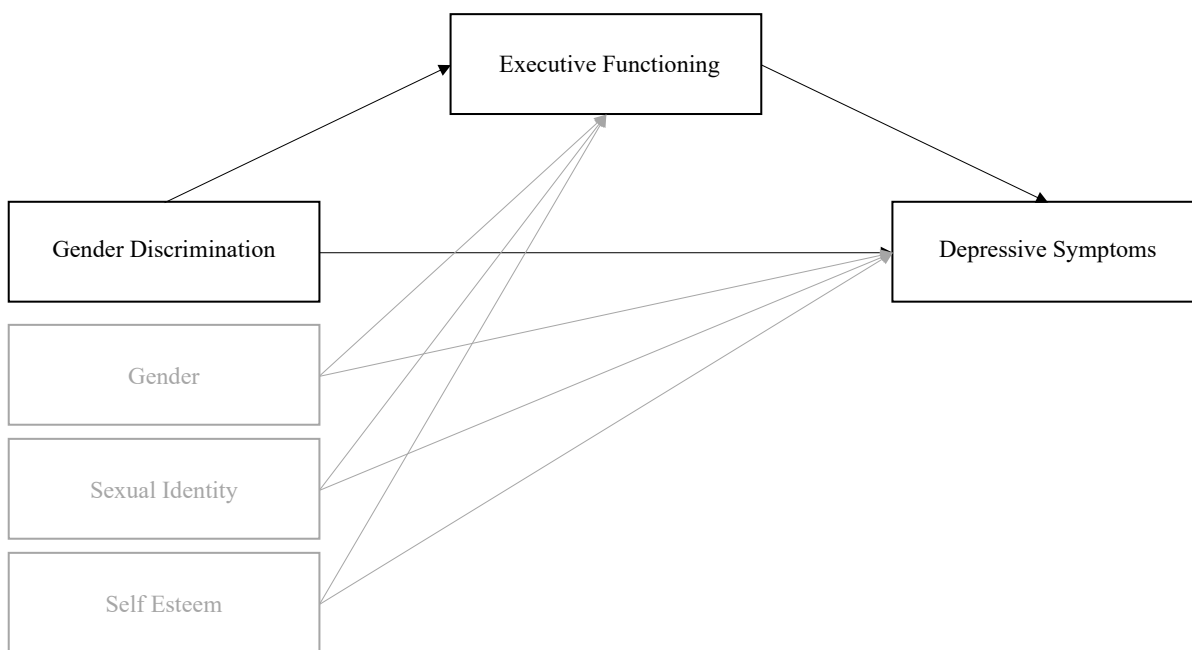 Executive Functioning
Gender Discrimination
Depressive Symptoms
Gender
Sexual Identity
Self Esteem